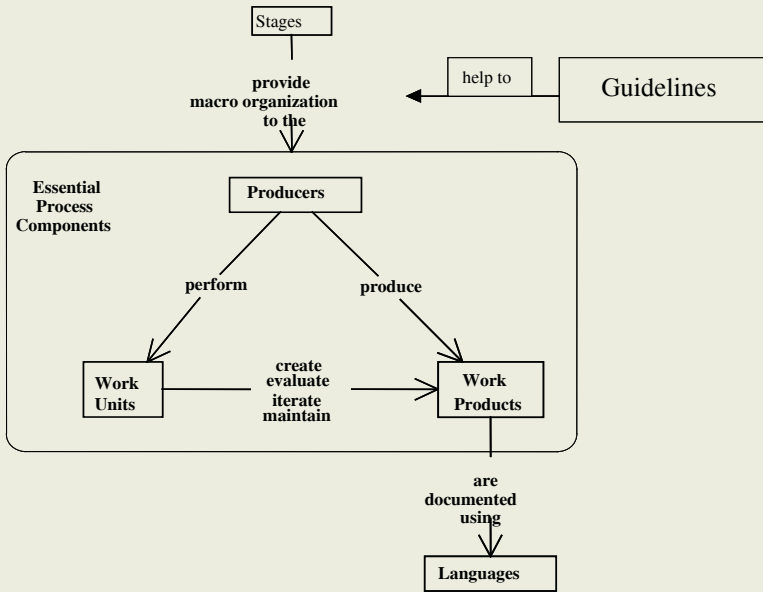 Stages
provide
macro organization
to the
help to
Guidelines
Essential
Process
Components
Producers
perform
produce
Work
Units
create
evaluate
iterate
maintain
Work
Products
are
documented
using
Languages